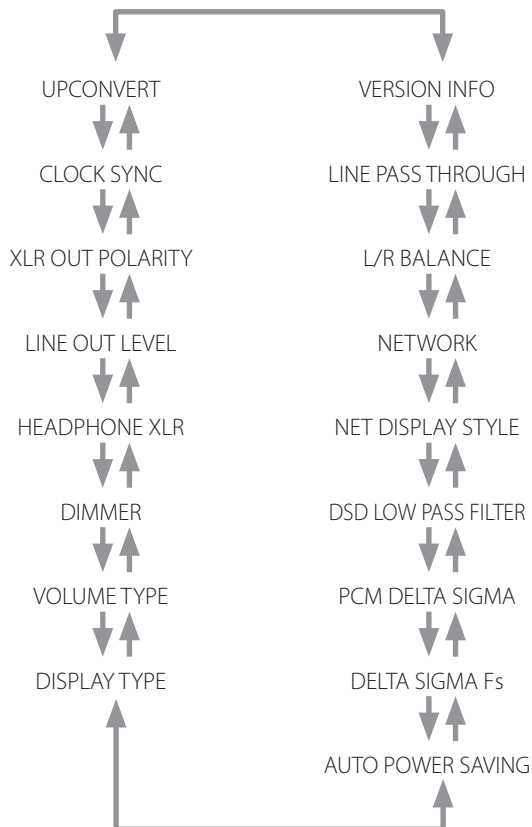 UPCONVERT
CLOCK SYNC
XLR OUT POLARITY
LINE OUT LEVEL
HEADPHONE XLR
DIMMER
VOLUME TYPE
DISPLAY TYPE
VERSION INFO
LINE PASS THROUGH
L/R BALANCE
NETWORK
NET DISPLAY STYLE
DSD LOW PASS FILTER
PCM DELTA SIGMA
DELTA SIGMA Fs
AUTO POWER SAVING